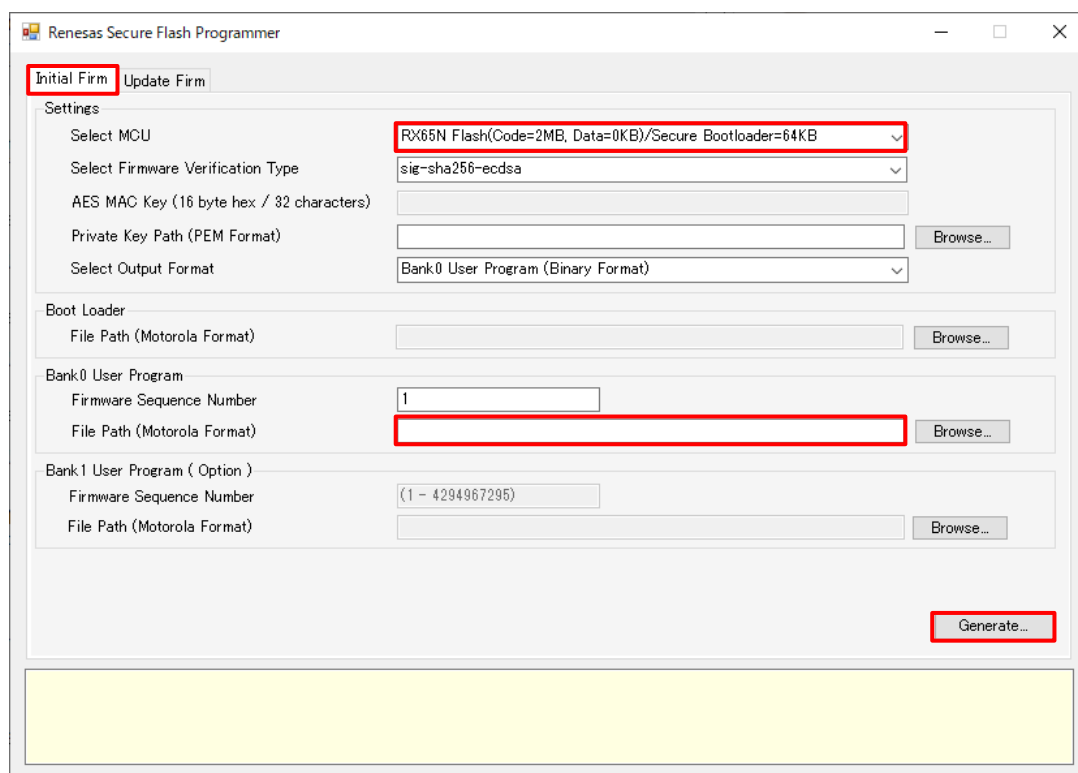 Renesas Secure Flash Programmer
Initial Firm Update Firm
Settings
Select MCU RX65N Flash(Code=2MB, Data=0KB)/Secure Bootloader=64KB
Select Firmware Verification Type sig-sha256-ecdsa
AES MAC Key (16 byte hex / 32 characters)
Private Key Path (PEM Format) Browse...
Select Output Format Bank0 User Program (Binary Format)
Boot Loader
File Path (Motorola Format) Browse...
Bank0 User Program
Firmware Sequence Number 1
File Path (Motorola Format) Browse...
Bank1 User Program ( Option )
Firmware Sequence Number (1 - 4294967295)
File Path (Motorola Format) Browse...
Generate...